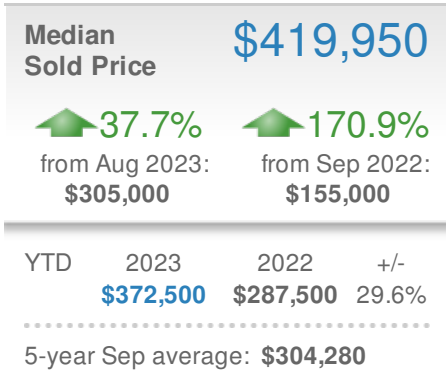 Median
Sold Price
$419,950
37.7%
from Aug 2023:
$305,000
170.9%
from Sep 2022:
$155,000
YTD 2023 2022 +/-
$372,500 $287,500 29.6%
5-year Sep average: $304,280